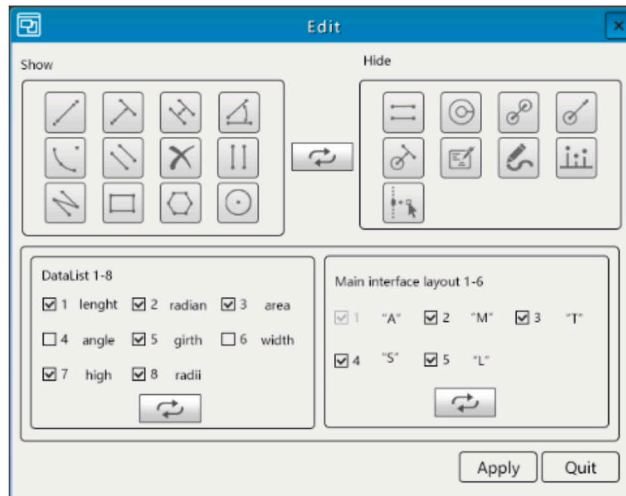 Edit
Show
Hide
DataList 1-8
1 lenght 2 radian 3 area
4 angle 5 girth 6 width
7 high 8 radii
Main interface layout 1-6
1 "A" 2 "M" 3 "T"
4 "S" 5 "L"
Apply Quit